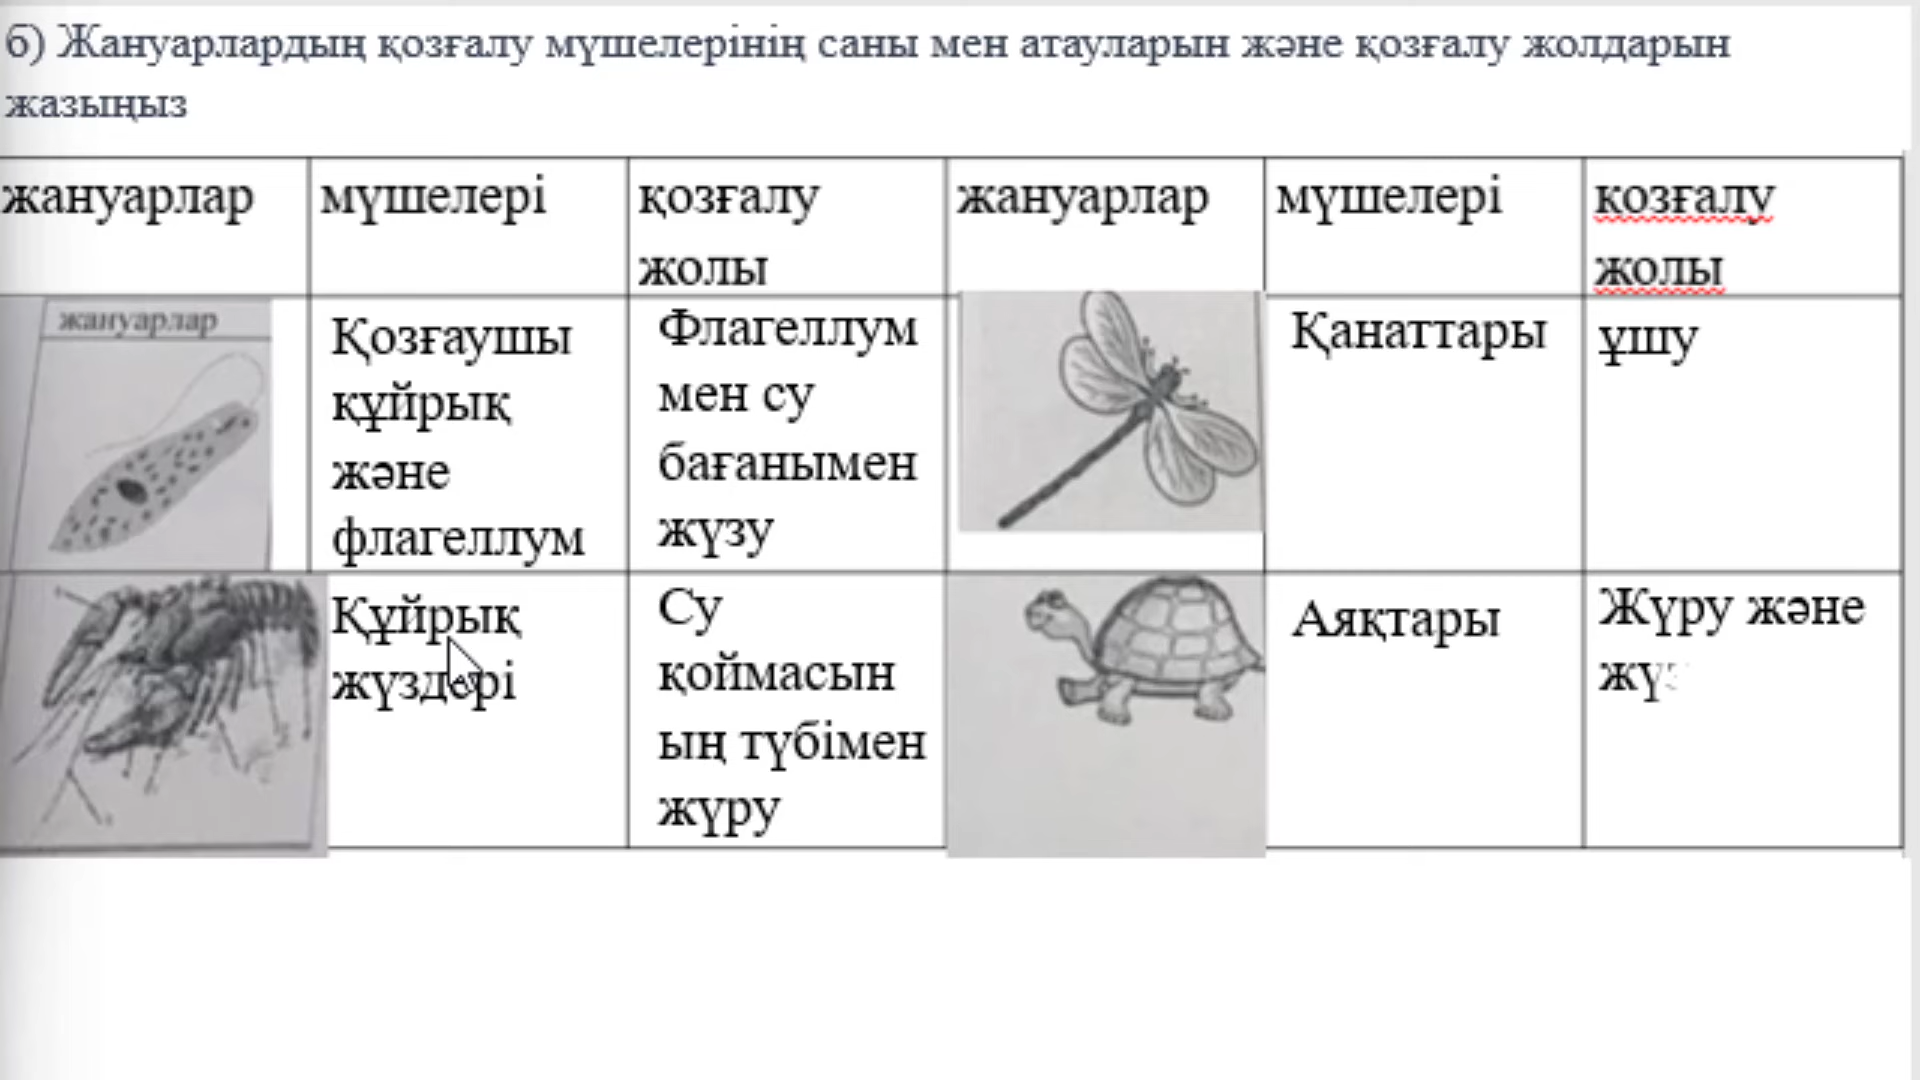 б) Жануарлардың қозғалу мүшелерінің саны мен атауларын және қозғалу жолдарын
жазыңыз
жануарлар
мүшелері
қозғалу
жолы
жануарлар
мүшелері
қозғалу
жолы
жануарлар
Қозғаушы
құйрық
және
флагеллум
Флагеллум
мен су
бағанымен
жүзу
Қанаттары
ұшу
Құйрық
жүздері
Су
қоймасын
ың түбімен
жүру
Аяқтары
Жүру және